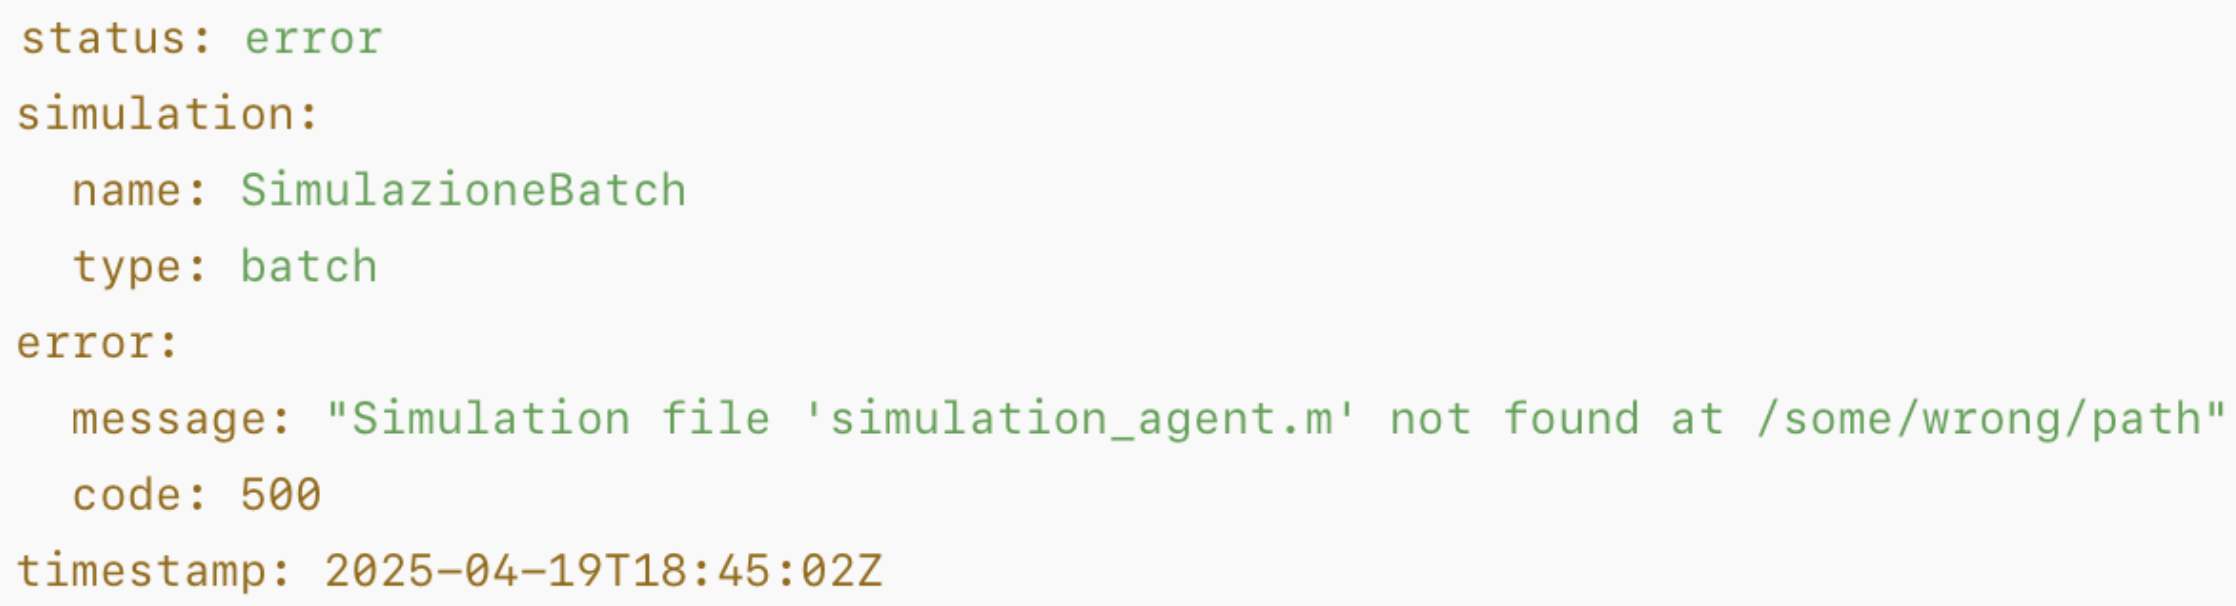 status: error
simulation:
  name: SimulazioneBatch
  type: batch
error:
  message: "Simulation file 'simulation_agent.m' not found at /some/wrong/path"
  code: 500
timestamp: 2025-04-19T18:45:02Z